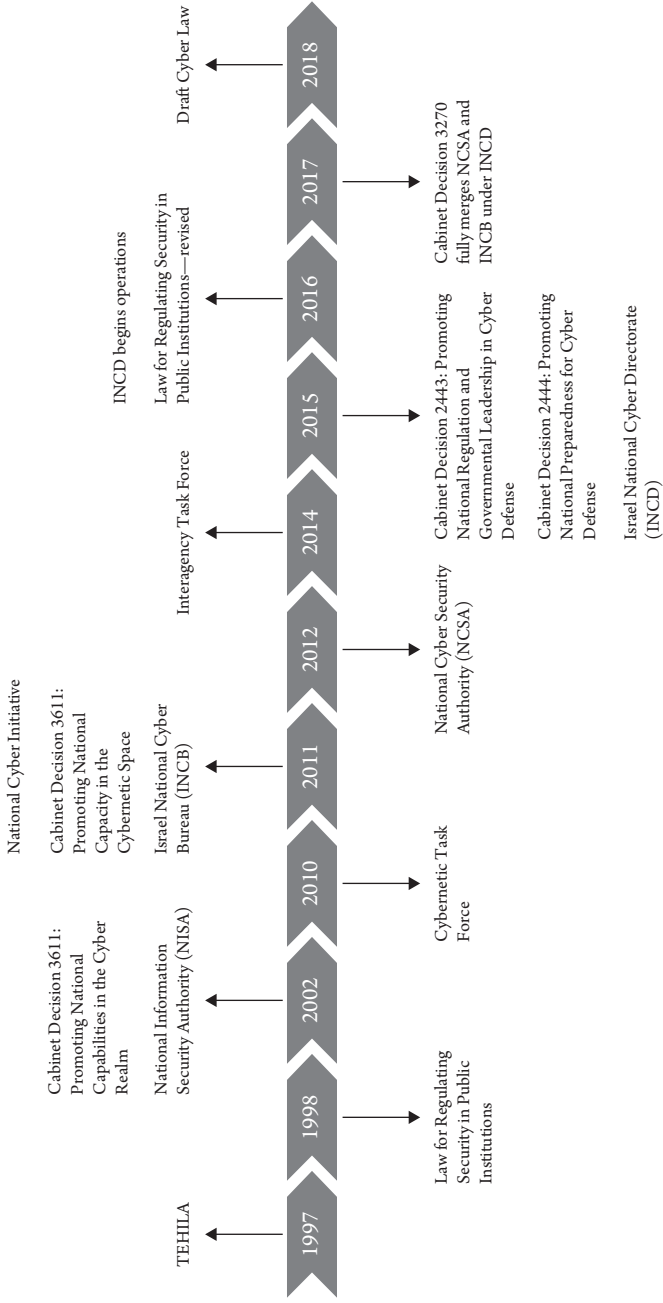 TEHILA
1997
1998
Law for Regulating
Security in Public
Institutions
Cabinet Decision 3611:
Promoting National
Capabilities in the Cyber
Realm
National Information
Security Authority (NISA)
2002
2010
Cybernetic Task
Force
National Cyber Initiative
Cabinet Decision 3611:
Promoting National
Capacity in the
Cybernetic Space
Israel National Cyber
Bureau (INCB)
2011
2012
National Cyber Security
Authority (NCSA)
Interagency Task Force
2014
2015
Cabinet Decision 2443: Promoting
National Regulation and
Governmental Leadership in Cyber
Defense
Cabinet Decision 2444: Promoting
National Preparedness for Cyber
Defense
Israel National Cyber Directorate
(INCD)
INCD begins operations
Law for Regulating Security in
Public Institutions—revised
2016
2017
Cabinet Decision 3270
fully merges NCSA and
INCB under INCD
Draft Cyber Law
2018